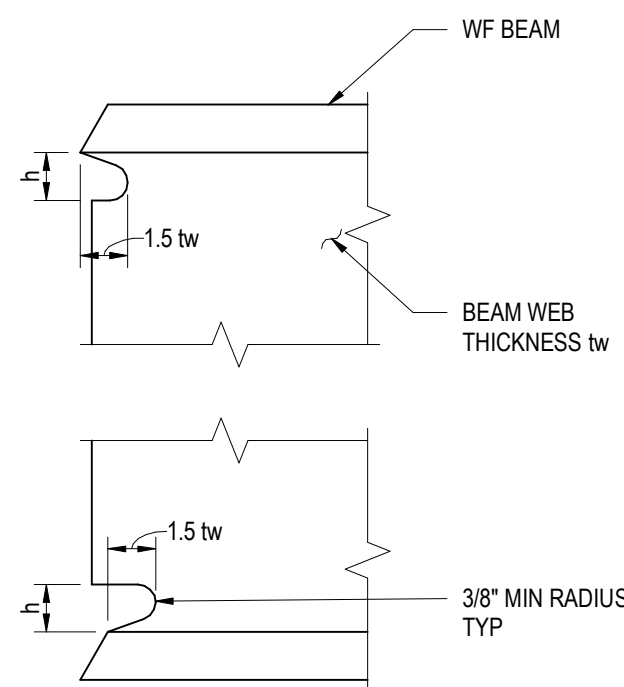 WF BEAM
h
1.5 tw
BEAM WEB
THICKNESS tw
1.5 tw
h
3/8" MIN RADIUS
TYP